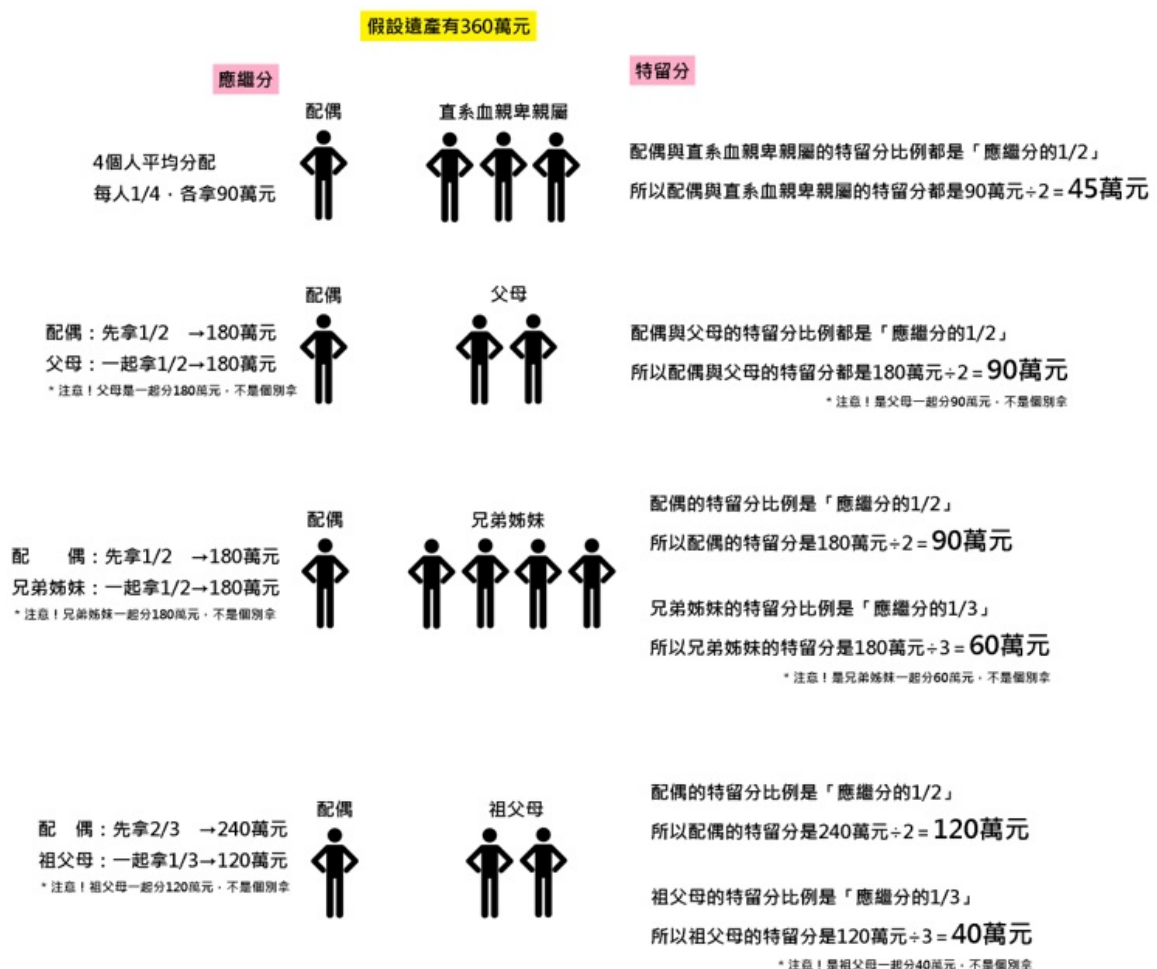 假設遺產有360萬元
應繼分
特留分
配偶
直系血親卑親屬
4個人平均分配
每人1/4，各拿90萬元
配偶與直系血親卑親屬的特留分比例都是「應繼分的1/2」
所以配偶與直系血親卑親屬的特留分都是90萬元÷2 = 45萬元
配偶
父母
配偶：先拿1/2 →180萬元
父母：一起拿1/2→180萬元
* 注意！父母是一起分180萬元，不是個別拿
配偶與父母的特留分比例都是「應繼分的1/2」
所以配偶與父母的特留分都是180萬元÷2 = 90萬元
* 注意！是父母一起分90萬元，不是個別拿
配偶
兄弟姊妹
配　　偶：先拿1/2 →180萬元
兄弟姊妹：一起拿1/2→180萬元
* 注意！兄弟姊妹一起分180萬元，不是個別拿
配偶的特留分比例是「應繼分的1/2」
所以配偶的特留分是180萬元÷2 = 90萬元
兄弟姊妹的特留分比例是「應繼分的1/3」
所以兄弟姊妹的特留分是180萬元÷3 = 60萬元
* 注意！是兄弟姊妹一起分60萬元，不是個別拿
配偶
祖父母
配　偶：先拿2/3 →240萬元
祖父母：一起拿1/3→120萬元
* 注意！祖父母一起分120萬元，不是個別拿
配偶的特留分比例是「應繼分的1/2」
所以配偶的特留分是240萬元÷2 = 120萬元
祖父母的特留分比例是「應繼分的1/3」
所以祖父母的特留分是120萬元÷3 = 40萬元
* 注意！是祖父母一起分40萬元，不是個別拿